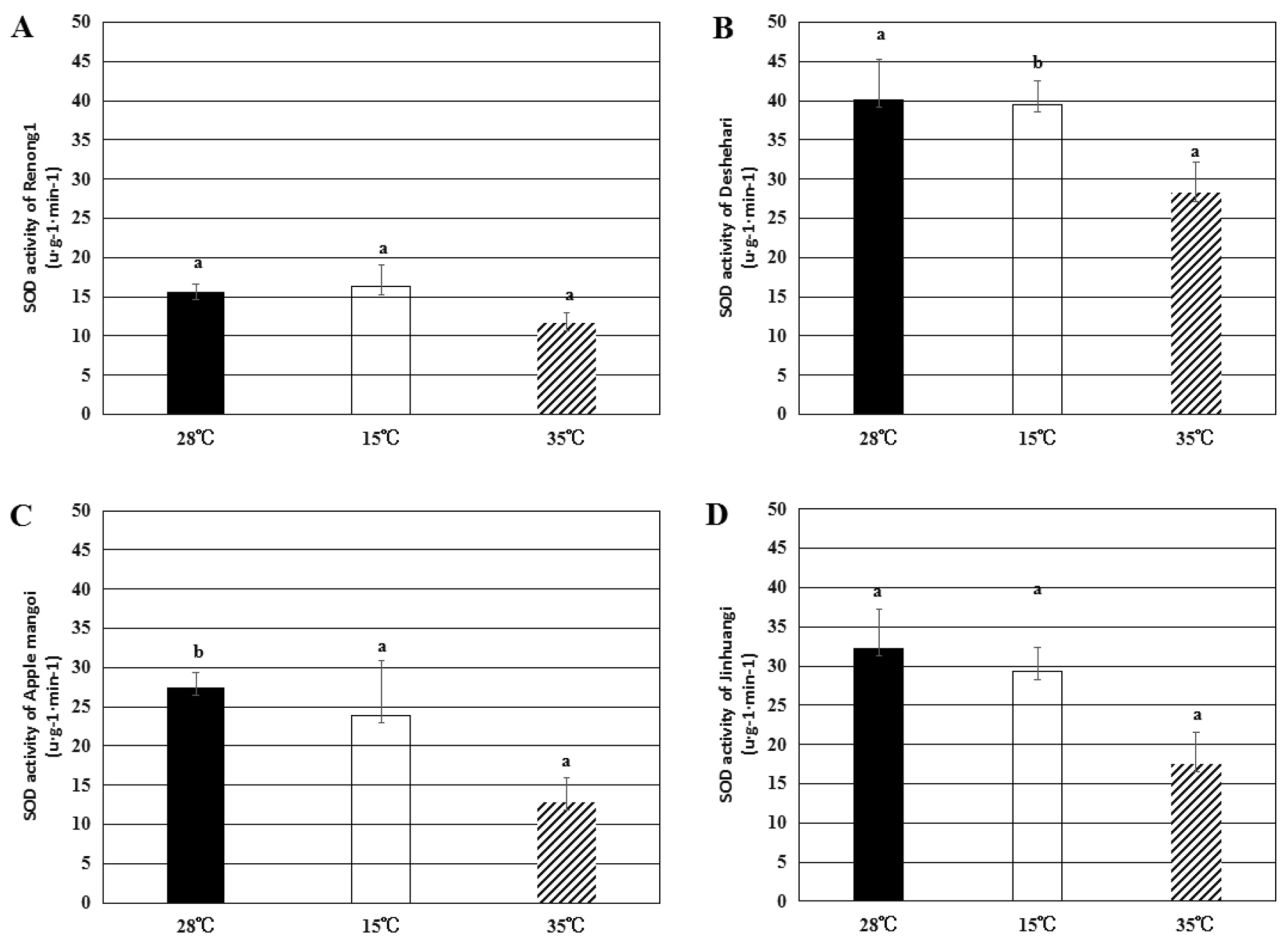 A
SOD activity of Renong1
(u·g-1·min-1)
50
45
40
35
30
25
20
15
10
5
0
a
a
a
28℃
15℃
35℃
B
SOD activity of Deshehari
(u·g-1·min-1)
50
45
40
35
30
25
20
15
10
5
0
a
b
a
28℃
15℃
35℃
C
SOD activity of Apple mangoi
(u·g-1·min-1)
50
45
40
35
30
25
20
15
10
5
0
b
a
a
28℃
15℃
35℃
D
SOD activity of Jinhuangi
(u·g-1·min-1)
50
45
40
35
30
25
20
15
10
5
0
a
a
a
28℃
15℃
35℃